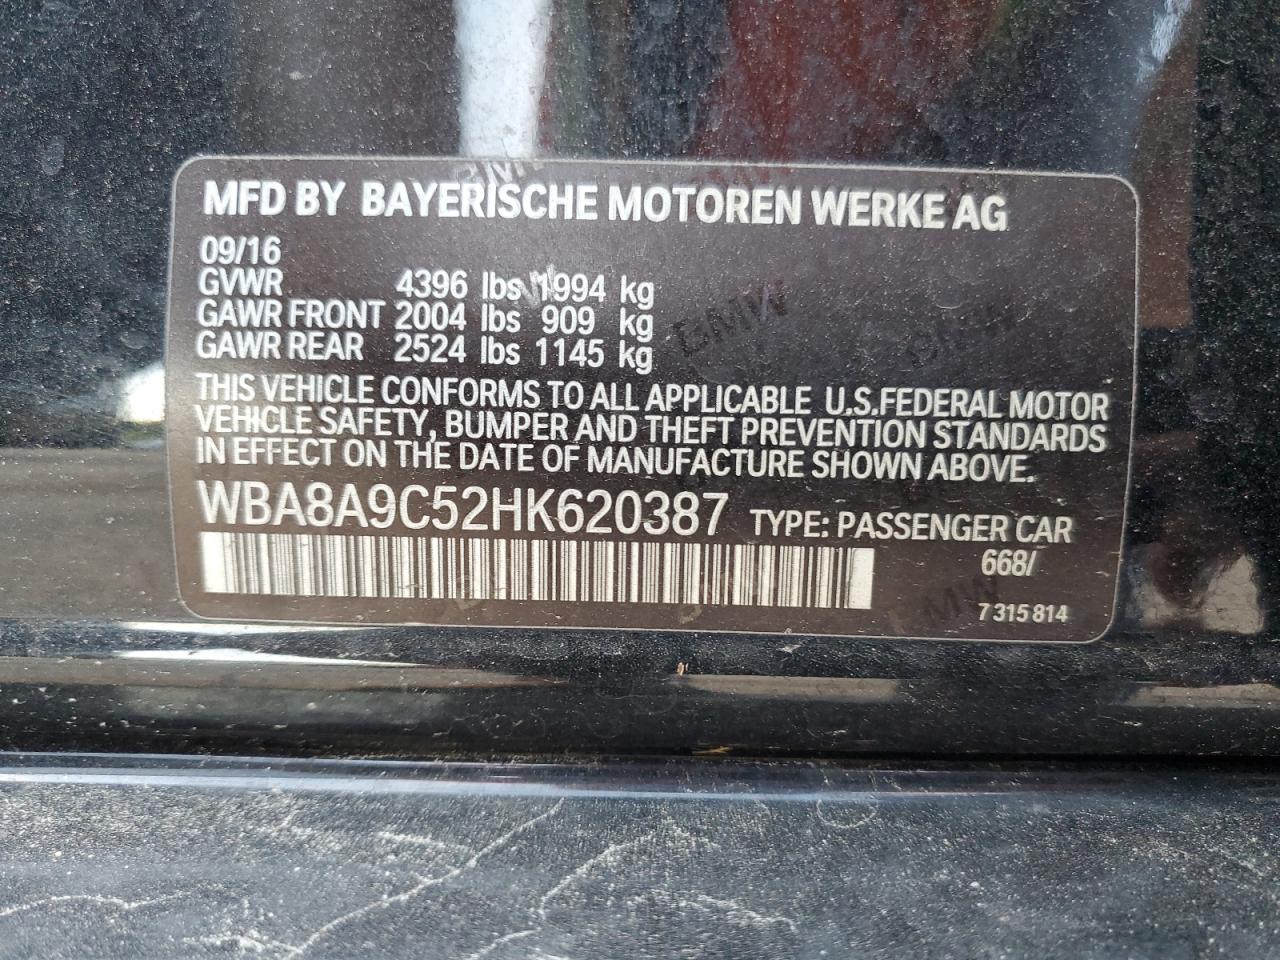 MFD BY BAYERISCHE MOTOREN WERKE AG
09/16
GVWR 4396 lbs 1994 kg
GAWR FRONT 2004 lbs 909 kg
GAWR REAR 2524 lbs 1145 kg
THIS VEHICLE CONFORMS TO ALL APPLICABLE U.S.FEDERAL MOTOR
VEHICLE SAFETY, BUMPER AND THEFT PREVENTION STANDARDS
IN EFFECT ON THE DATE OF MANUFACTURE SHOWN ABOVE.
WBA8A9C52HK620387 TYPE: PASSENGER CAR
668/
7 315 814
BMW
BMW
BMW